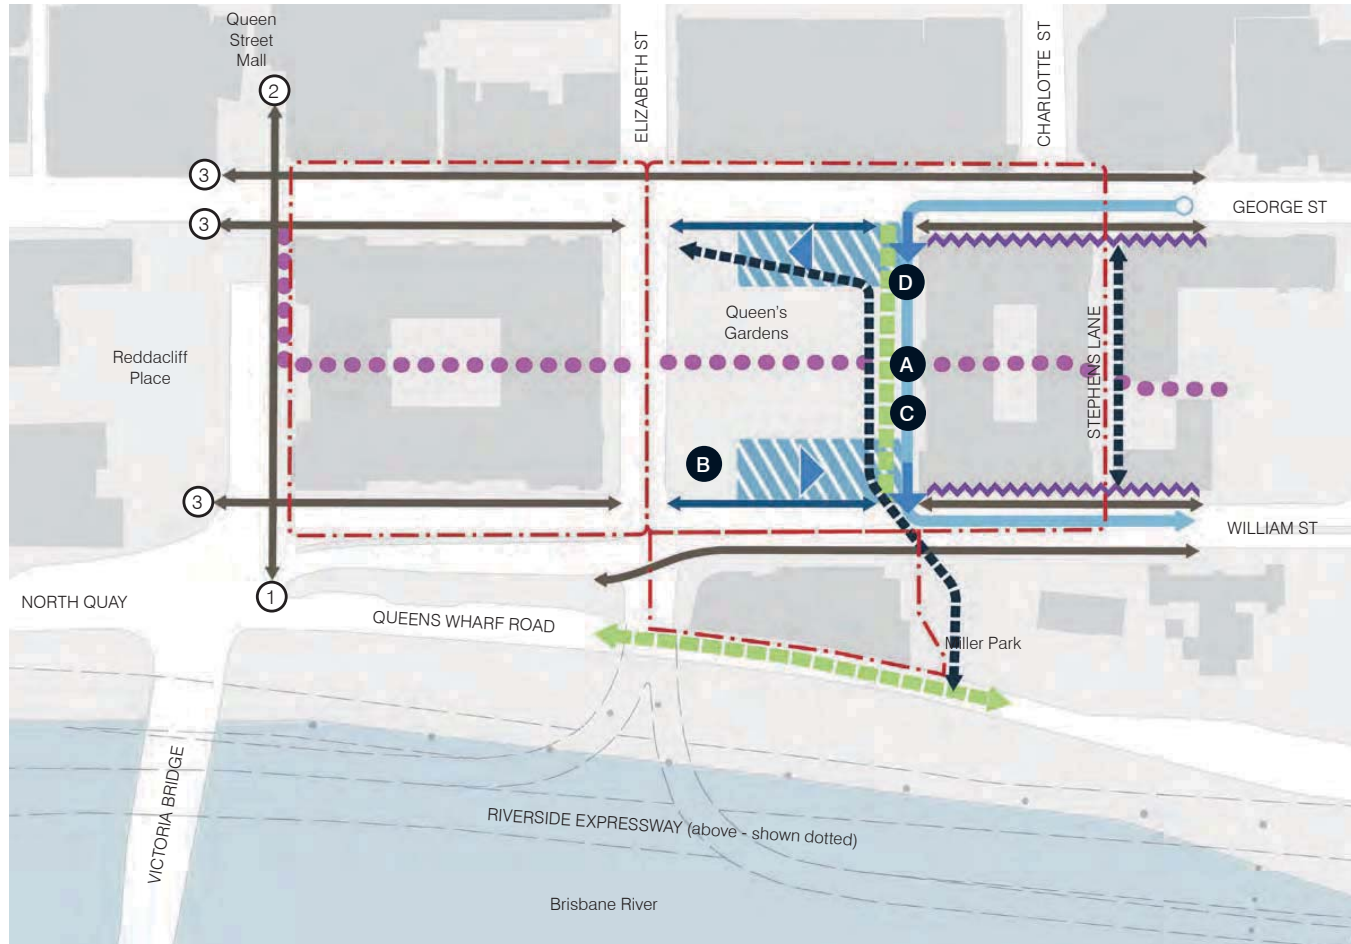 Queen
Street
Mall
2
ELIZABETH ST
CHARLOTTE ST
3
3
GEORGE ST
D
Queen's
Gardens
Reddacliff
Place
A
STEPHENS LANE
C
B
3
WILLIAM ST
1
NORTH QUAY
QUEENS WHARF ROAD
Miller Park
VICTORIA BRIDGE
RIVERSIDE EXPRESSWAY (above - shown dotted)
Brisbane River